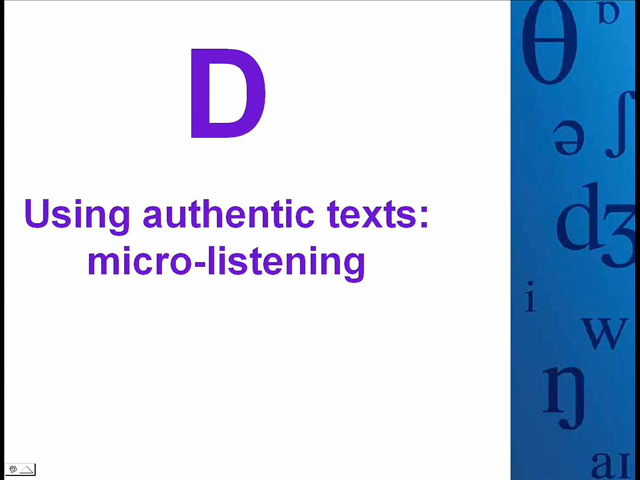 D
Using authentic texts:
micro-listening
θ
ɒ
ə ʃ
dʒ
i
w
ŋ
aɪ